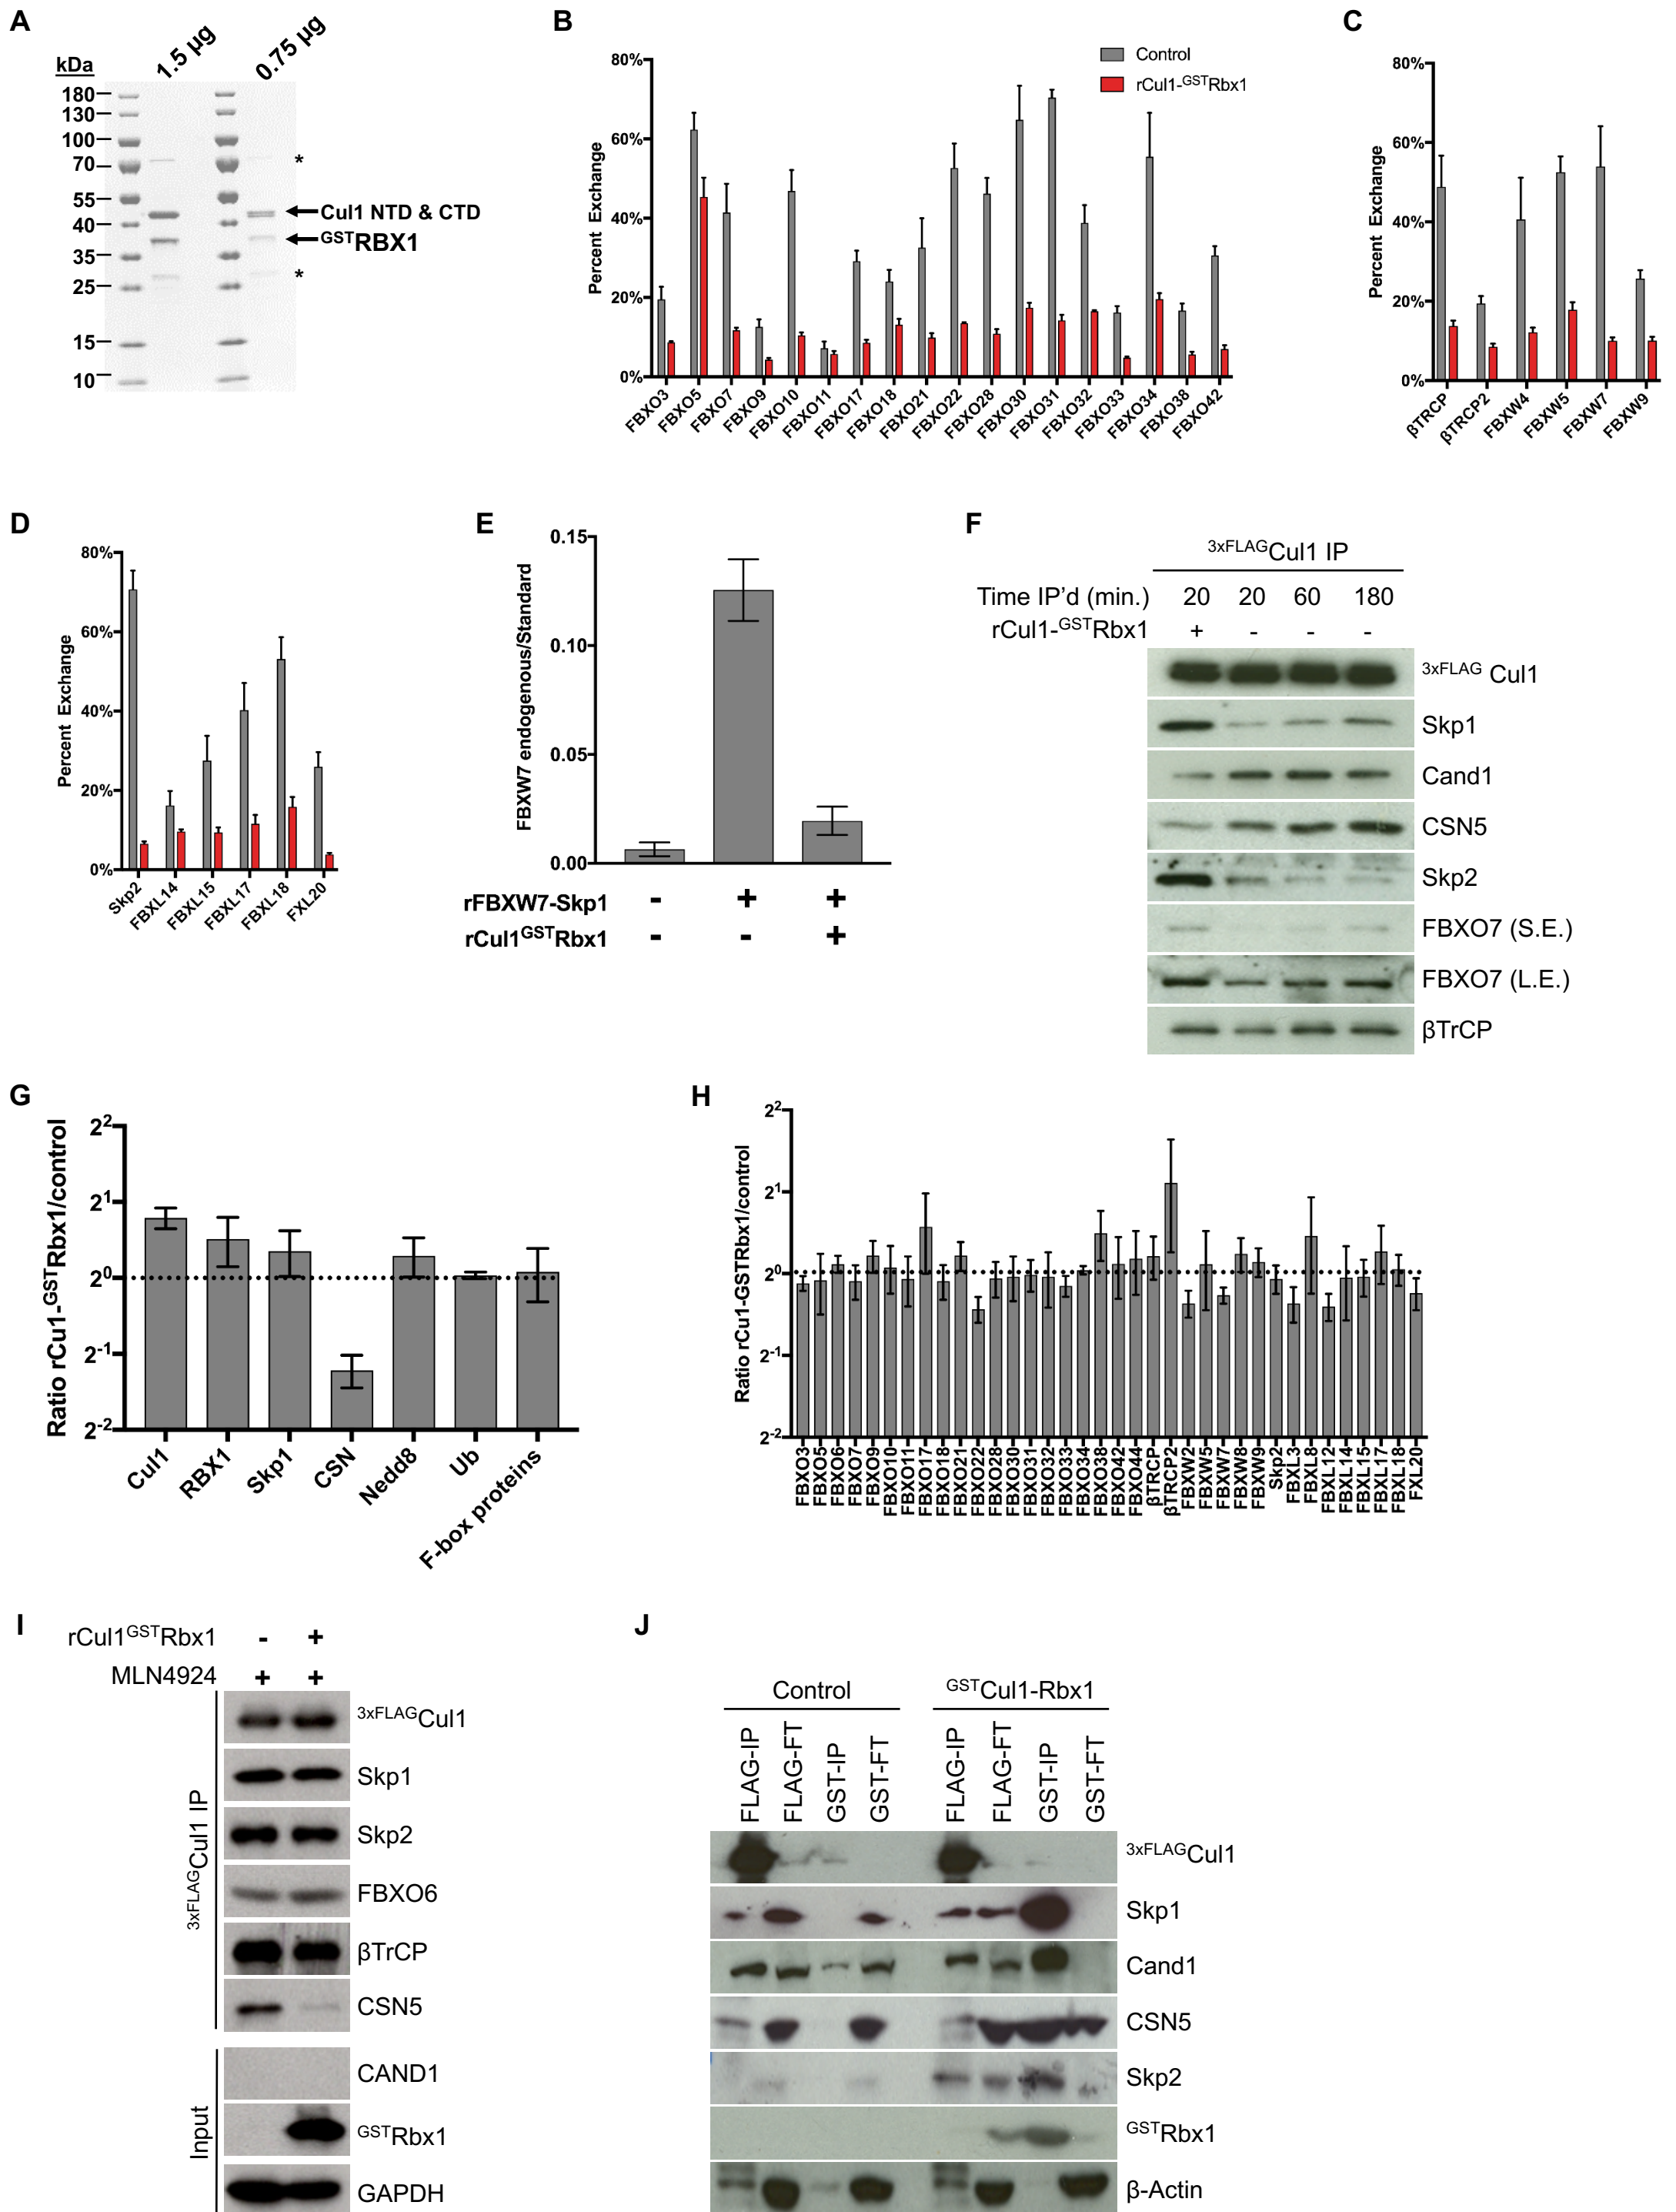 A
kDa
1.5 µg
0.75 µg
180
130
100
70
55
40
35
25
15
10
*
Cul1 NTD & CTD
GSTRBX1
*
B
Percent Exchange
80%
60%
40%
20%
0%
Control
rCul1-GSTRbx1
FBXO3
FBXO5
FBXO7
FBXO9
FBXO10
FBXO11
FBXO17
FBXO18
FBXO21
FBXO22
FBXO28
FBXO30
FBXO31
FBXO32
FBXO33
FBXO34
FBXO38
FBXO42
C
Percent Exchange
80%
60%
40%
20%
0%
βTRCP
βTRCP2
FBXW4
FBXW5
FBXW7
FBXW9
D
Percent Exchange
80%
60%
40%
20%
0%
Skp2
FBXL14
FBXL15
FBXL17
FBXL18
FXL20
E
FBXW7 endogenous/Standard
0.15
0.10
0.05
0.00
rFBXW7-Skp1 - + +
rCul1GSTRbx1 - - +
F
3xFLAGCul1 IP
Time IP'd (min.) 20 20 60 180
rCul1-GSTRbx1 + - - -
3xFLAG Cul1
Skp1
Cand1
CSN5
Skp2
FBXO7 (S.E.)
FBXO7 (L.E.)
βTrCP
G
Ratio rCu1-GSTRbx1/control
2²
2¹
2⁰
2⁻¹
2⁻²
Cul1
RBX1
Skp1
CSN
Nedd8
Ub
F-box proteins
H
Ratio rCu1-GSTRbx1/control
2²
2¹
2⁰
2⁻¹
2⁻²
FBXO3
FBXO5
FBXO6
FBXO7
FBXO9
FBXO10
FBXO11
FBXO17
FBXO18
FBXO21
FBXO22
FBXO28
FBXO30
FBXO31
FBXO32
FBXO33
FBXO34
FBXO38
FBXO42
FBXO44
βTRCP
βTRCP2
FBXW2
FBXW5
FBXW7
FBXW8
FBXW9
Skp2
FBXL3
FBXL8
FBXL12
FBXL14
FBXL15
FBXL17
FBXL18
FXL20
I
rCul1GSTRbx1 - +
MLN4924 + +
3xFLAGCul1 IP
3xFLAGCul1
Skp1
Skp2
FBXO6
βTrCP
CSN5
Input
CAND1
GSTRbx1
GAPDH
J
Control
GSTCul1-Rbx1
FLAG-IP
FLAG-FT
GST-IP
GST-FT
FLAG-IP
FLAG-FT
GST-IP
GST-FT
3xFLAGCul1
Skp1
Cand1
CSN5
Skp2
GSTRbx1
β-Actin